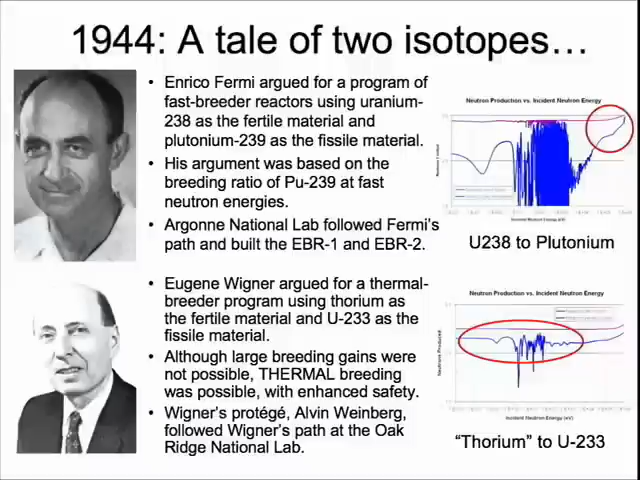 1944: A tale of two isotopes…
• Enrico Fermi argued for a program of
fast-breeder reactors using uranium-
238 as the fertile material and
plutonium-239 as the fissile material.
• His argument was based on the
breeding ratio of Pu-239 at fast
neutron energies.
• Argonne National Lab followed Fermi's
path and built the EBR-1 and EBR-2.
Neutron Production vs. Incident Neutron Energy
U238 to Plutonium
• Eugene Wigner argued for a thermal-
breeder program using thorium as
the fertile material and U-233 as the
fissile material.
• Although large breeding gains were
not possible, THERMAL breeding
was possible, with enhanced safety.
• Wigner's protégé, Alvin Weinberg,
followed Wigner's path at the Oak
Ridge National Lab.
Neutron Production vs. Incident Neutron Energy
Neutrons Produced
Incident Neutron Energy (eV)
"Thorium" to U-233